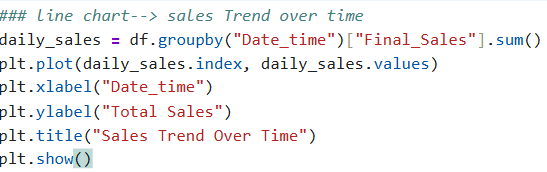 ### line chart--> sales Trend over time
daily_sales = df.groupby("Date_time")["Final_Sales"].sum()
plt.plot(daily_sales.index, daily_sales.values)
plt.xlabel("Date_time")
plt.ylabel("Total Sales")
plt.title("Sales Trend Over Time")
plt.show()